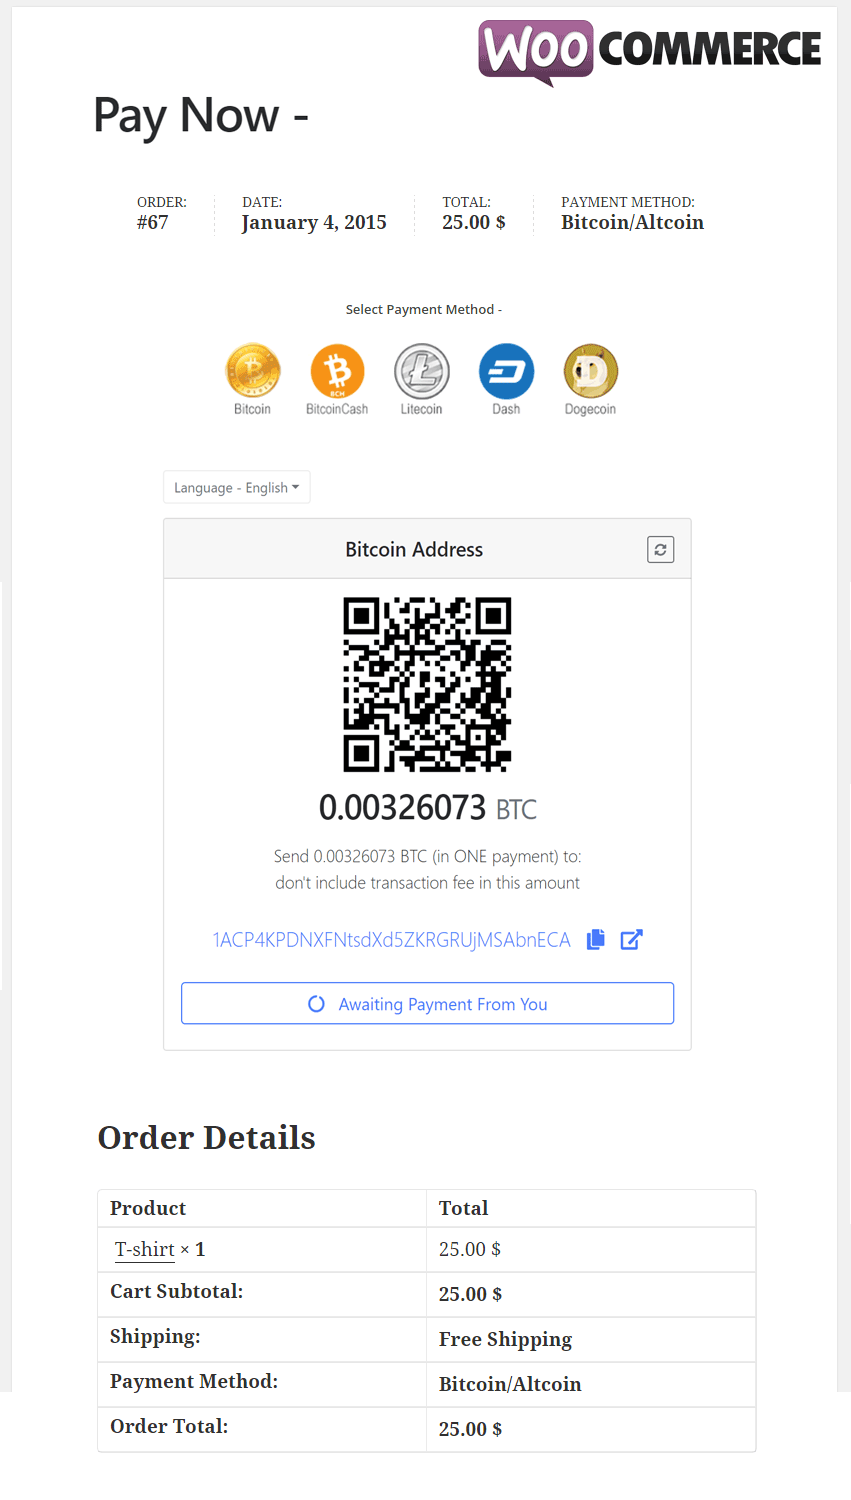 WOO COMMERCE
Pay Now -
ORDER: DATE: TOTAL: PAYMENT METHOD:
#67 January 4, 2015 25.00 $ Bitcoin/Altcoin
Select Payment Method -
BCH
Bitcoin BitcoinCash Litecoin Dash Dogecoin
Language - English
Bitcoin Address
0.00326073 BTC
Send 0.00326073 BTC (in ONE payment) to:
don't include transaction fee in this amount
1ACP4KPDNXFNtsdXd5ZKRGRUjMSAbnECA
Awaiting Payment From You
Order Details
Product Total
T-shirt × 1 25.00 $
Cart Subtotal: 25.00 $
Shipping: Free Shipping
Payment Method: Bitcoin/Altcoin
Order Total: 25.00 $